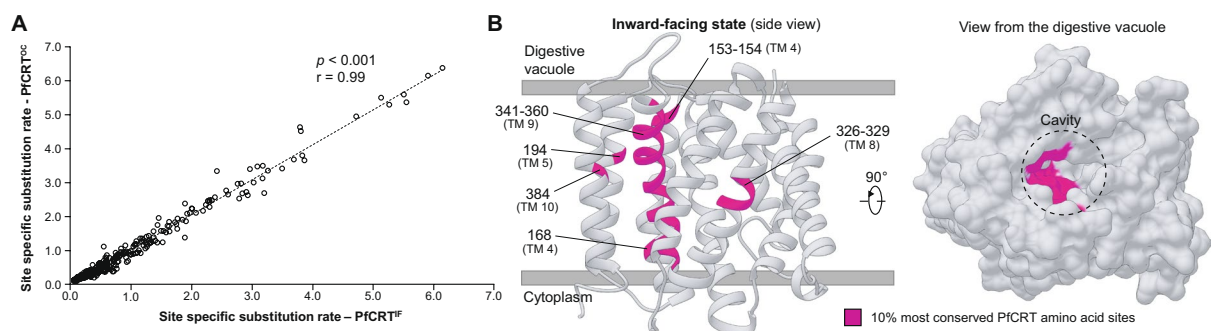 A
Site specific substitution rate - PfCRTᴼᶜ
7.0
6.0
5.0
4.0
3.0
2.0
1.0
0.0
p < 0.001
r = 0.99
0.0 1.0 2.0 3.0 4.0 5.0 6.0 7.0
Site specific substitution rate – PfCRTᴵᶠ
B
Inward-facing state (side view)
Digestive
vacuole
153-154 (TM 4)
341-360
(TM 9)
194
(TM 5)
384
(TM 10)
168
(TM 4)
326-329
(TM 8)
Cytoplasm
90°
View from the digestive vacuole
Cavity
10% most conserved PfCRT amino acid sites